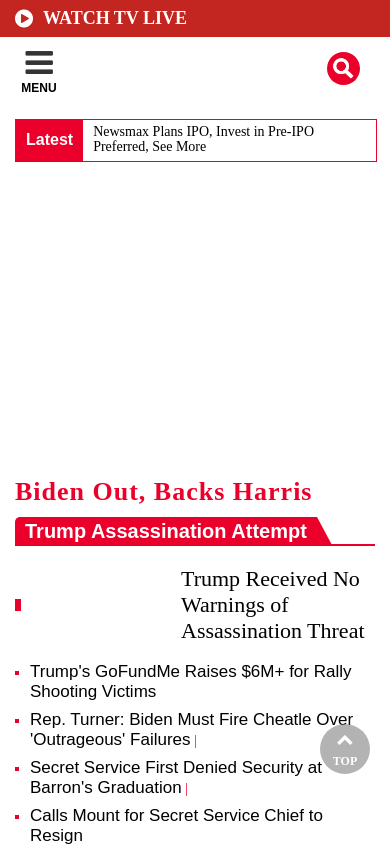 WATCH TV LIVE
MENU
Latest
Newsmax Plans IPO, Invest in Pre-IPO
Preferred, See More
Biden Out, Backs Harris
Trump Assassination Attempt
Trump Received No
Warnings of
Assassination Threat
Trump's GoFundMe Raises $6M+ for Rally
Shooting Victims
Rep. Turner: Biden Must Fire Cheatle Over
'Outrageous' Failures |
Secret Service First Denied Security at
Barron's Graduation |
TOP
Calls Mount for Secret Service Chief to
Resign